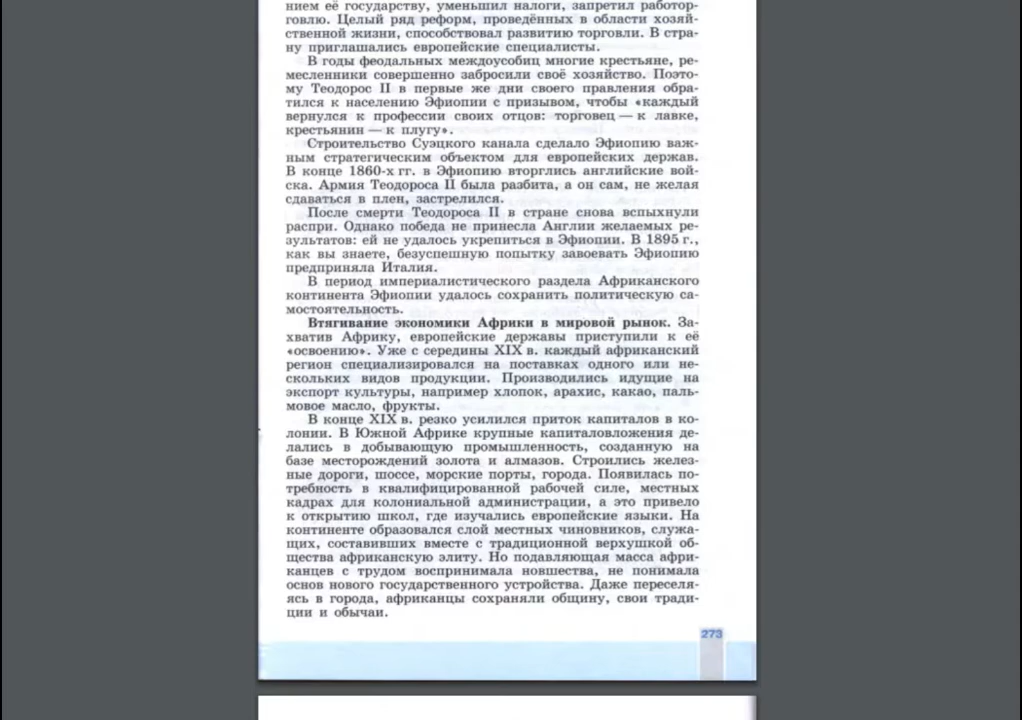 нием её государству, уменьшил налоги, запретил работор-
говлю. Целый ряд реформ, проведённых в области хозяй-
ственной жизни, способствовал развитию торговли. В стра-
ну приглашались европейские специалисты.
В годы феодальных междоусобиц многие крестьяне, ре-
месленники совершенно забросили своё хозяйство. Поэто-
му Теодорос II в первые же дни своего правления обра-
тился к населению Эфиопии с призывом, чтобы «каждый
вернулся к профессии своих отцов: торговец — к лавке,
крестьянин — к плугу».
Строительство Суэцкого канала сделало Эфиопию важ-
ным стратегическим объектом для европейских держав.
В конце 1860-х гг. в Эфиопию вторглись английские вой-
ска. Армия Теодороса II была разбита, а он сам, не желая
сдаваться в плен, застрелился.
После смерти Теодороса II в стране снова вспыхнули
распри. Однако победа не принесла Англии желаемых ре-
зультатов: ей не удалось укрепиться в Эфиопии. В 1895 г.,
как вы знаете, безуспешную попытку завоевать Эфиопию
предприняла Италия.
В период империалистического раздела Африканского
континента Эфиопии удалось сохранить политическую са-
мостоятельность.
Втягивание экономики Африки в мировой рынок. За-
хватив Африку, европейские державы приступили к её
«освоению». Уже с середины XIX в. каждый африканский
регион специализировался на поставках одного или не-
скольких видов продукции. Производились идущие на
экспорт культуры, например хлопок, арахис, какао, паль-
мовое масло, фрукты.
В конце XIX в. резко усилился приток капиталов в ко-
лонии. В Южной Африке крупные капиталовложения де-
лались в добывающую промышленность, созданную на
базе месторождений золота и алмазов. Строились желез-
ные дороги, шоссе, морские порты, города. Появилась по-
требность в квалифицированной рабочей силе, местных
кадрах для колониальной администрации, а это привело
к открытию школ, где изучались европейские языки. На
континенте образовался слой местных чиновников, служа-
щих, составивших вместе с традиционной верхушкой об-
щества африканскую элиту. Но подавляющая масса афри-
канцев с трудом воспринимала новшества, не понимала
основ нового государственного устройства. Даже переселя-
ясь в города, африканцы сохраняли общину, свои тради-
ции и обычаи.
273